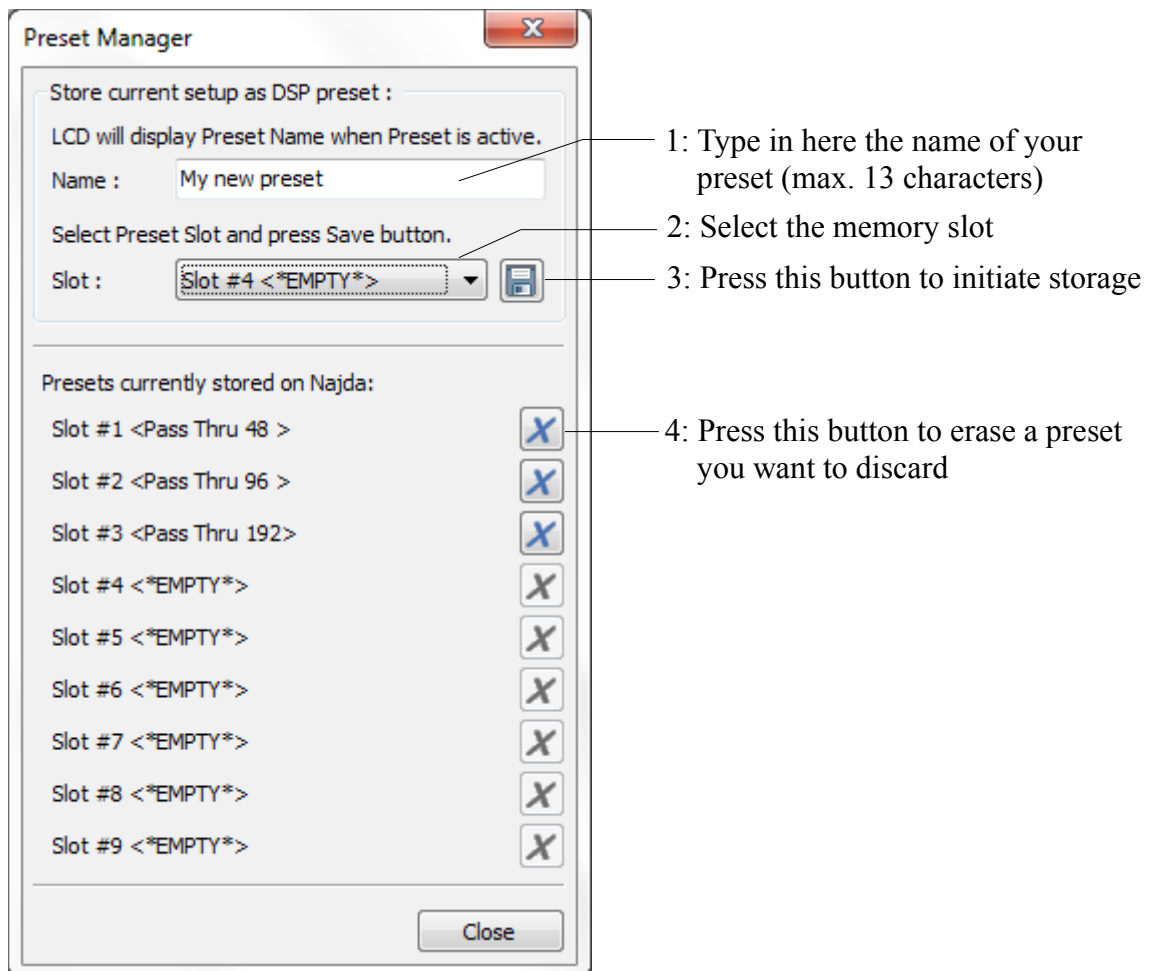 Preset Manager
Store current setup as DSP preset :
LCD will display Preset Name when Preset is active.
Name : My new preset
Select Preset Slot and press Save button.
Slot : Slot #4 <*EMPTY*>
1: Type in here the name of your
preset (max. 13 characters)
2: Select the memory slot
3: Press this button to initiate storage
Presets currently stored on Najda:
Slot #1 <Pass Thru 48 >
Slot #2 <Pass Thru 96 >
Slot #3 <Pass Thru 192>
Slot #4 <*EMPTY*>
Slot #5 <*EMPTY*>
Slot #6 <*EMPTY*>
Slot #7 <*EMPTY*>
Slot #8 <*EMPTY*>
Slot #9 <*EMPTY*>
4: Press this button to erase a preset
you want to discard
Close